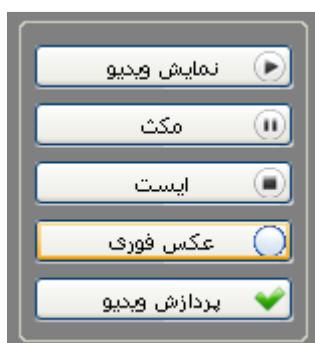 نمایش ویدیو
مکث
ایست
عکس فوری
پردازش ویدیو